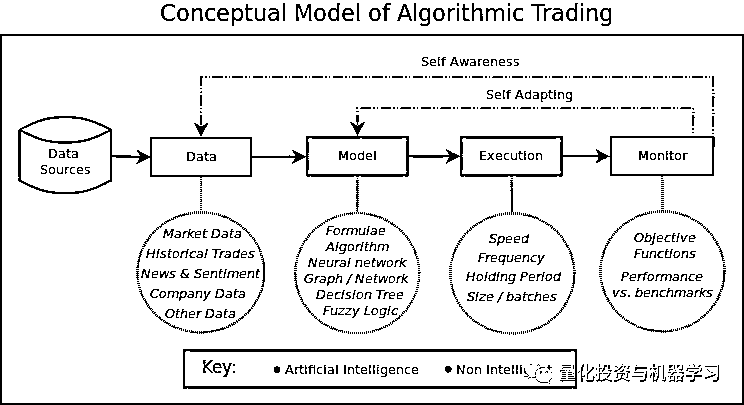 Conceptual Model of Algorithmic Trading
Self Awareness
Self Adapting
Data
Sources
Data
Model
Execution
Monitor
Market Data
Historical Trades
News & Sentiment
Company Data
Other Data
Formulae
Algorithm
Neural network
Graph / Network
Decision Tree
Fuzzy Logic
Speed
Frequency
Holding Period
Size / batches
Objective
Functions
Performance
vs. benchmarks
Key:
Artificial Intelligence
Non
量化投资与机器学习